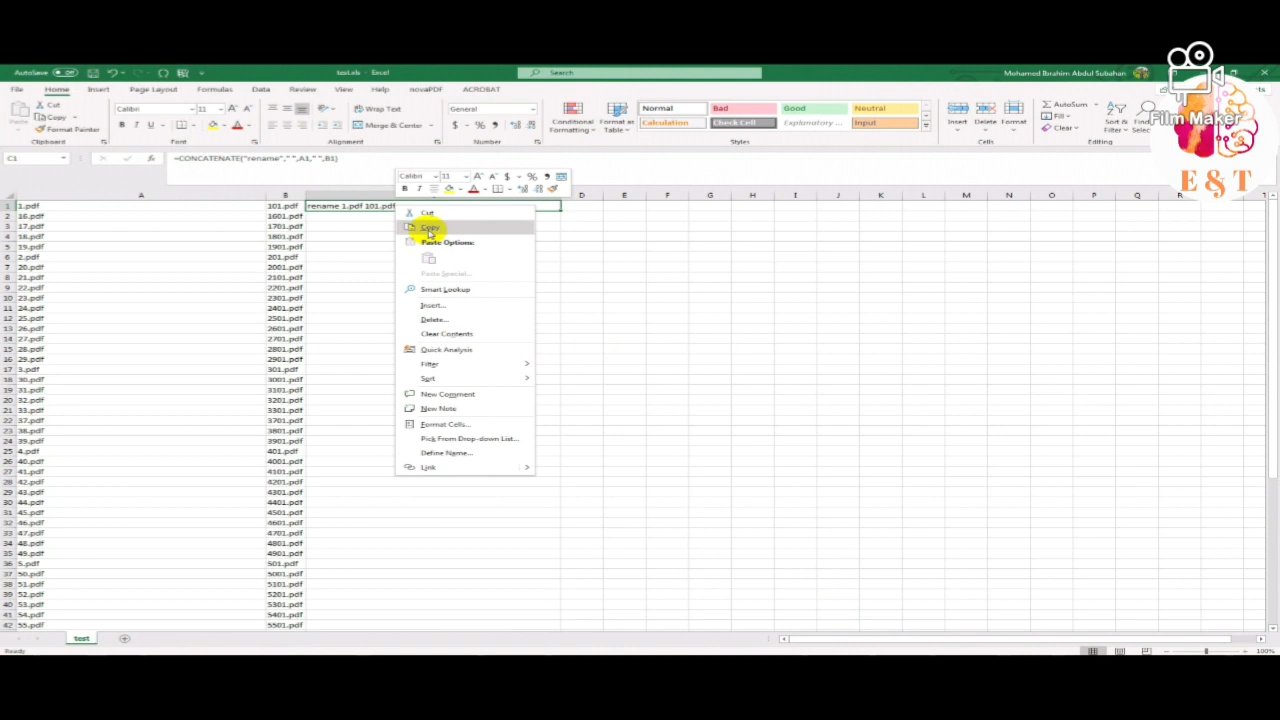 AutoSave Off
test.xls - Excel
Search
Mohamed Ibrahim Abdul Subahan
File Home Insert Draw Page Layout Formulas Data Review View Help novaPDF ACROBAT
Cut
Copy
Format Painter
Paste
Clipboard
Calibri 11
B I U
Font
Wrap Text
Merge & Center
Alignment
General
$ % ,
Number
Conditional Formatting
Format as Table
Normal Bad Good Neutral
Calculation Check Cell Explanatory ... Input
Styles
Insert Delete Format
Cells
AutoSum
Fill
Clear
Sort & Filter
Editing
Film Maker
E & T
C1
fx
=CONCATENATE("rename"," ",A1," ",B1)
Calibri 11 A A $ % ,
B I
A B D E F G H I J K L M N O P Q R T
1 1.pdf 101.pdf rename 1.pdf 101.pdf
2 16.pdf 1601.pdf
3 17.pdf 1701.pdf
4 18.pdf 1801.pdf
5 19.pdf 1901.pdf
6 2.pdf 201.pdf
7 20.pdf 2001.pdf
8 21.pdf 2101.pdf
9 22.pdf 2201.pdf
10 23.pdf 2301.pdf
11 24.pdf 2401.pdf
12 25.pdf 2501.pdf
13 26.pdf 2601.pdf
14 27.pdf 2701.pdf
15 28.pdf 2801.pdf
16 29.pdf 2901.pdf
17 3.pdf 301.pdf
18 30.pdf 3001.pdf
19 31.pdf 3101.pdf
20 32.pdf 3201.pdf
21 33.pdf 3301.pdf
22 37.pdf 3701.pdf
23 38.pdf 3801.pdf
24 39.pdf 3901.pdf
25 4.pdf 401.pdf
26 40.pdf 4001.pdf
27 41.pdf 4101.pdf
28 42.pdf 4201.pdf
29 43.pdf 4301.pdf
30 44.pdf 4401.pdf
31 45.pdf 4501.pdf
32 46.pdf 4601.pdf
33 47.pdf 4701.pdf
34 48.pdf 4801.pdf
35 49.pdf 4901.pdf
36 5.pdf 501.pdf
37 50.pdf 5001.pdf
38 51.pdf 5101.pdf
39 52.pdf 5201.pdf
40 53.pdf 5301.pdf
41 54.pdf 5401.pdf
42 55.pdf 5501.pdf
Cut
Copy
Paste Options:
Paste Special...
Smart Lookup
Insert...
Delete...
Clear Contents
Quick Analysis
Filter
Sort
New Comment
New Note
Format Cells...
Pick From Drop-down List...
Define Name...
Link
test
Ready
100%